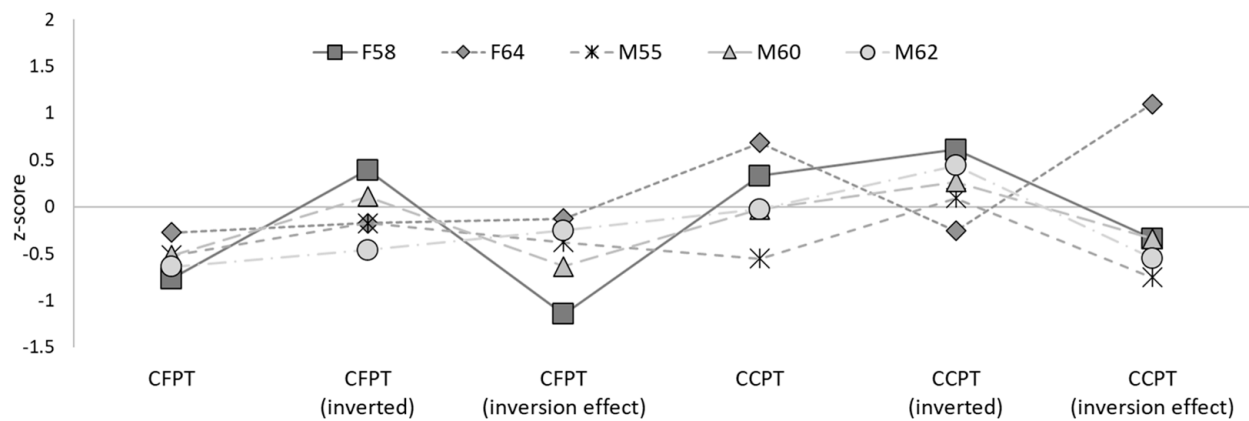 2
F58 F64 M55 M60 M62
1.5
1
0.5
0
-0.5
-1
-1.5
z-score
CFPT CFPT CFPT CCPT CCPT CCPT
(inverted) (inversion effect) (inverted) (inversion effect)